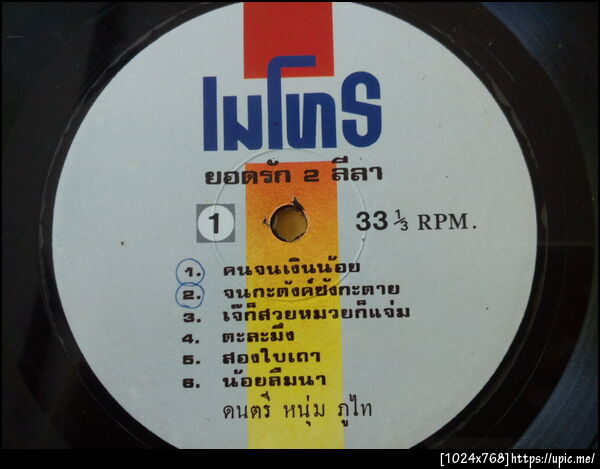 เมโทร
ยอดรัก 2 ลีลา
1 33 ⅓ RPM.
1. คนจนเงินน้อย
2. จนกะตังค์ยังกะตาย
3. เจ๊ก็สวยหมวยก็แจ่ม
4. ตะละมึ่ง
5. สองใบเถา
6. น้อยลืมนา
ดนตรี หนุ่ม ภูไท
[1024x768]https://upic.me/